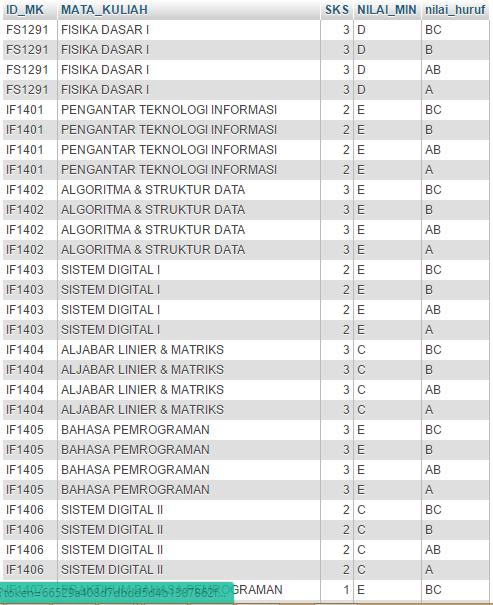 ID_MK MATA_KULIAH SKS NILAI_MIN nilai_huruf
FS1291 FISIKA DASAR I 3 D BC
FS1291 FISIKA DASAR I 3 D B
FS1291 FISIKA DASAR I 3 D AB
FS1291 FISIKA DASAR I 3 D A
IF1401 PENGANTAR TEKNOLOGI INFORMASI 2 E BC
IF1401 PENGANTAR TEKNOLOGI INFORMASI 2 E B
IF1401 PENGANTAR TEKNOLOGI INFORMASI 2 E AB
IF1401 PENGANTAR TEKNOLOGI INFORMASI 2 E A
IF1402 ALGORITMA & STRUKTUR DATA 3 E BC
IF1402 ALGORITMA & STRUKTUR DATA 3 E B
IF1402 ALGORITMA & STRUKTUR DATA 3 E AB
IF1402 ALGORITMA & STRUKTUR DATA 3 E A
IF1403 SISTEM DIGITAL I 2 E BC
IF1403 SISTEM DIGITAL I 2 E B
IF1403 SISTEM DIGITAL I 2 E AB
IF1403 SISTEM DIGITAL I 2 E A
IF1404 ALJABAR LINIER & MATRIKS 3 C BC
IF1404 ALJABAR LINIER & MATRIKS 3 C B
IF1404 ALJABAR LINIER & MATRIKS 3 C AB
IF1404 ALJABAR LINIER & MATRIKS 3 C A
IF1405 BAHASA PEMROGRAMAN 3 E BC
IF1405 BAHASA PEMROGRAMAN 3 E B
IF1405 BAHASA PEMROGRAMAN 3 E AB
IF1405 BAHASA PEMROGRAMAN 3 E A
IF1406 SISTEM DIGITAL II 2 C BC
IF1406 SISTEM DIGITAL II 2 C B
IF1406 SISTEM DIGITAL II 2 C AB
IF1406 SISTEM DIGITAL II 2 C A
IF1407 PRAKTIKUM BAHASA PEMROGRAMAN 1 E BC